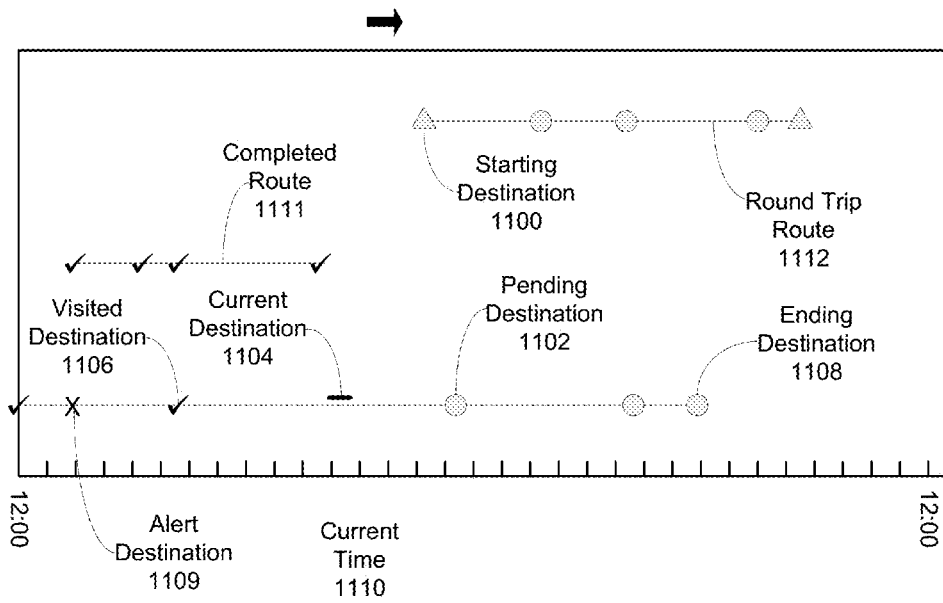 Completed
Route
1111
Starting
Destination
1100
Round Trip
Route
1112
Visited
Destination
1106
Current
Destination
1104
Pending
Destination
1102
Ending
Destination
1108
X
12:00
12:00
Alert
Destination
1109
Current
Time
1110